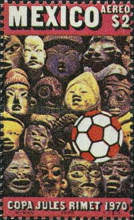 MEXICO
AEREO
$2
COPA JULES RIMET 1970